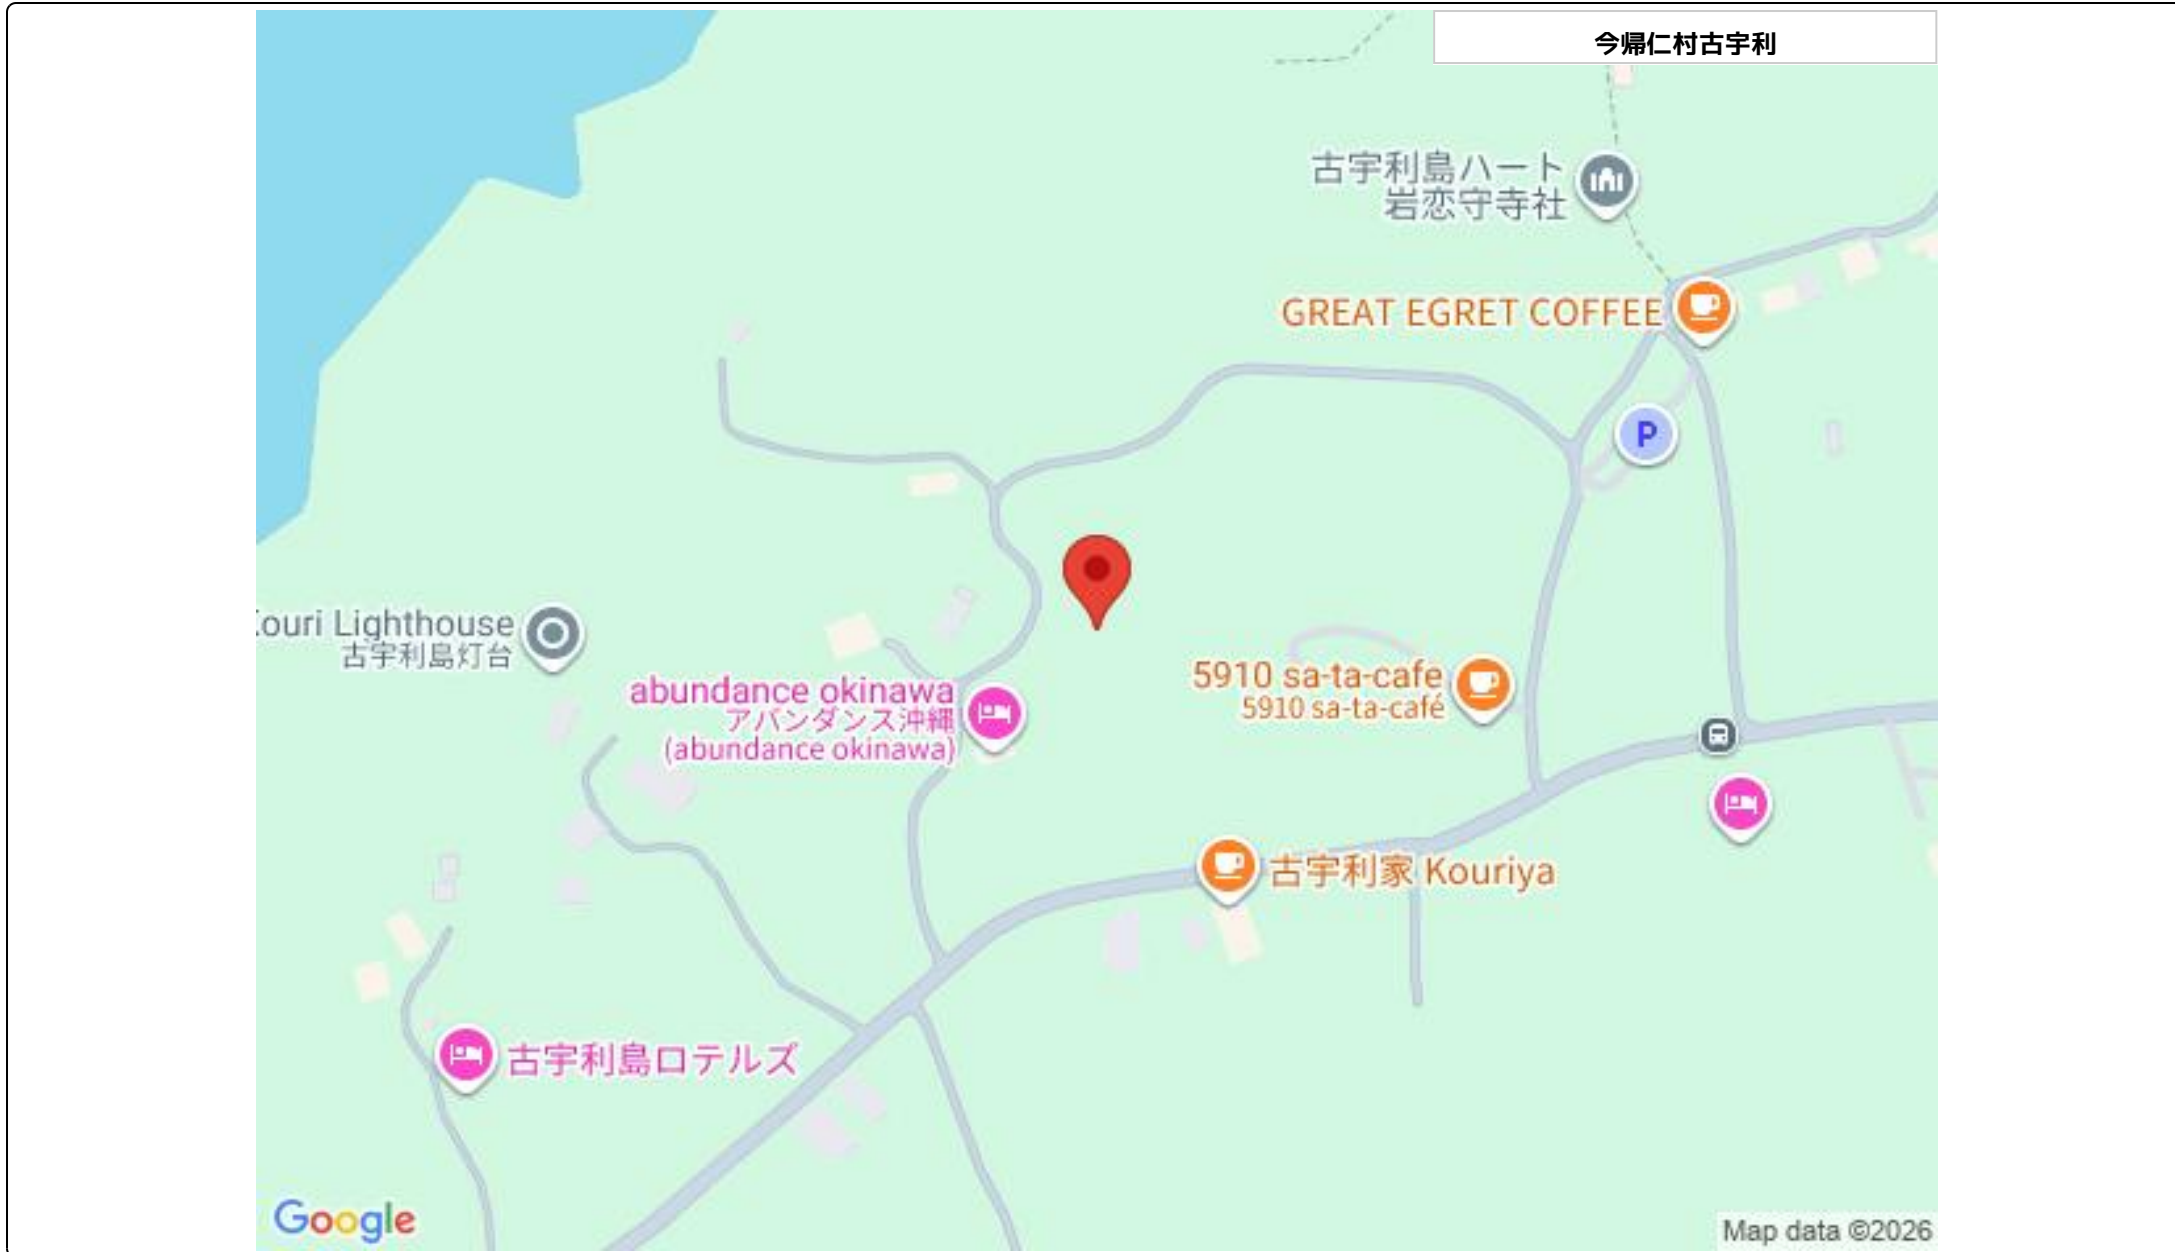 今帰仁村古宇利
古宇利島ハート
岩恋守寺社
GREAT EGRET COFFEE
P
ouri Lighthouse
古宇利島灯台
abundance okinawa
アバンダンス沖縄
(abundance okinawa)
5910 sa-ta-cafe
5910 sa-ta-café
古宇利家 Kouriya
古宇利島ロテルズ
Google
Map data ©2026